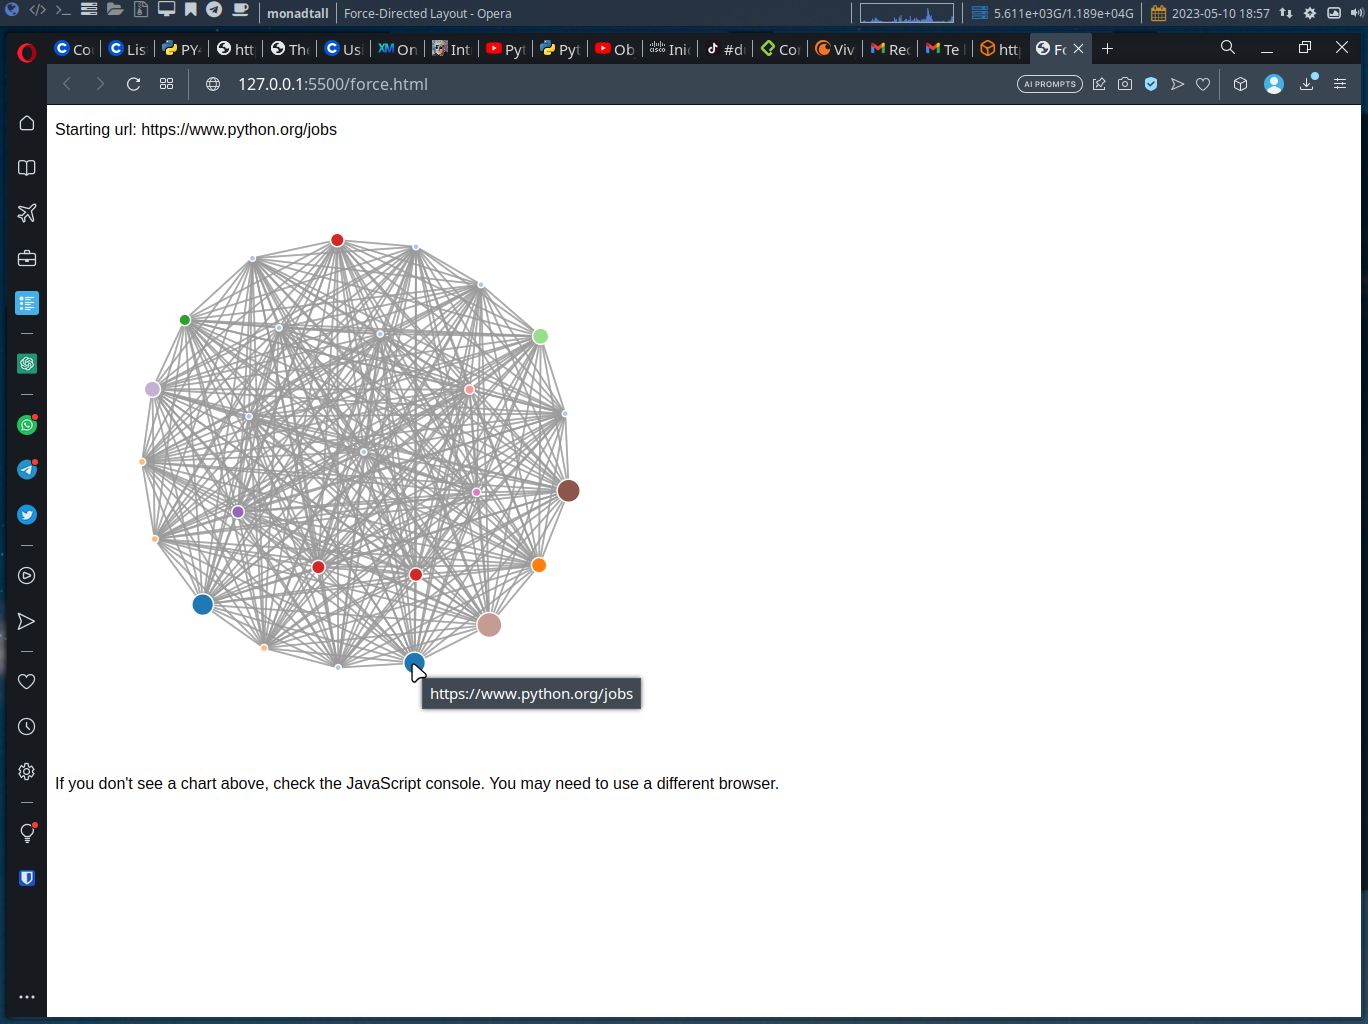 monadtall
Force-Directed Layout - Opera
5.611e+03G/1.189e+04G
2023-05-10 18:57
Co
List
PY
htt
The
Usi
XM On
Int
Pyt
Pyt
Ob
Inic
#d
Co
Viv
Rec
Te
htt
Fo
127.0.0.1:5500/force.html
AI PROMPTS
Starting url: https://www.python.org/jobs
https://www.python.org/jobs
If you don't see a chart above, check the JavaScript console. You may need to use a different browser.